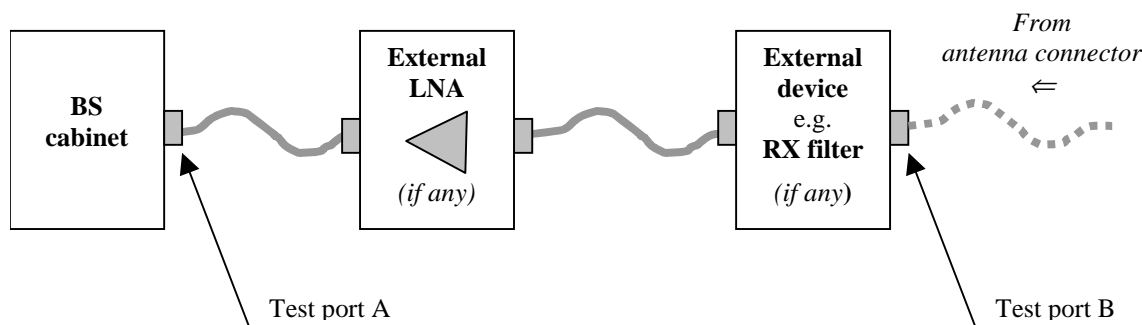 BS
cabinet
External
LNA
(if any)
External
device
e.g.
RX filter
(if any)
From
antenna connector
⇐
Test port A
Test port B